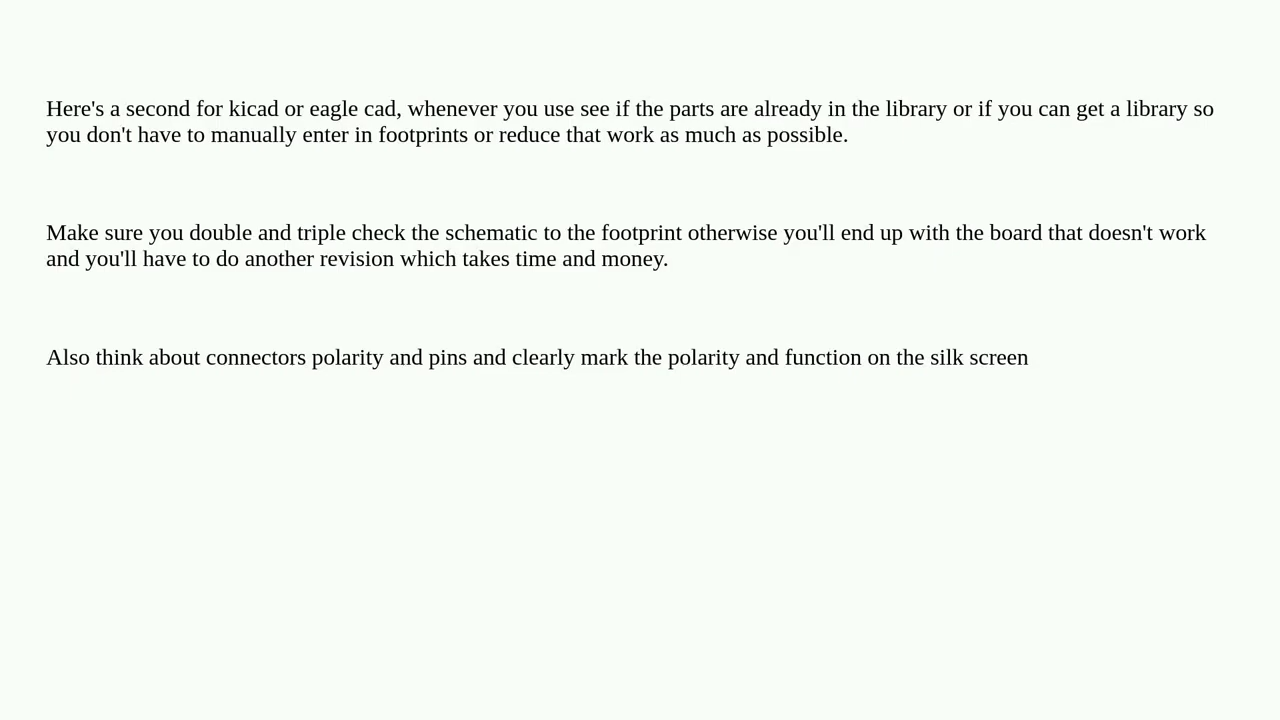 Here's a second for kicad or eagle cad, whenever you use see if the parts are already in the library or if you can get a library so
you don't have to manually enter in footprints or reduce that work as much as possible.
Make sure you double and triple check the schematic to the footprint otherwise you'll end up with the board that doesn't work
and you'll have to do another revision which takes time and money.
Also think about connectors polarity and pins and clearly mark the polarity and function on the silk screen